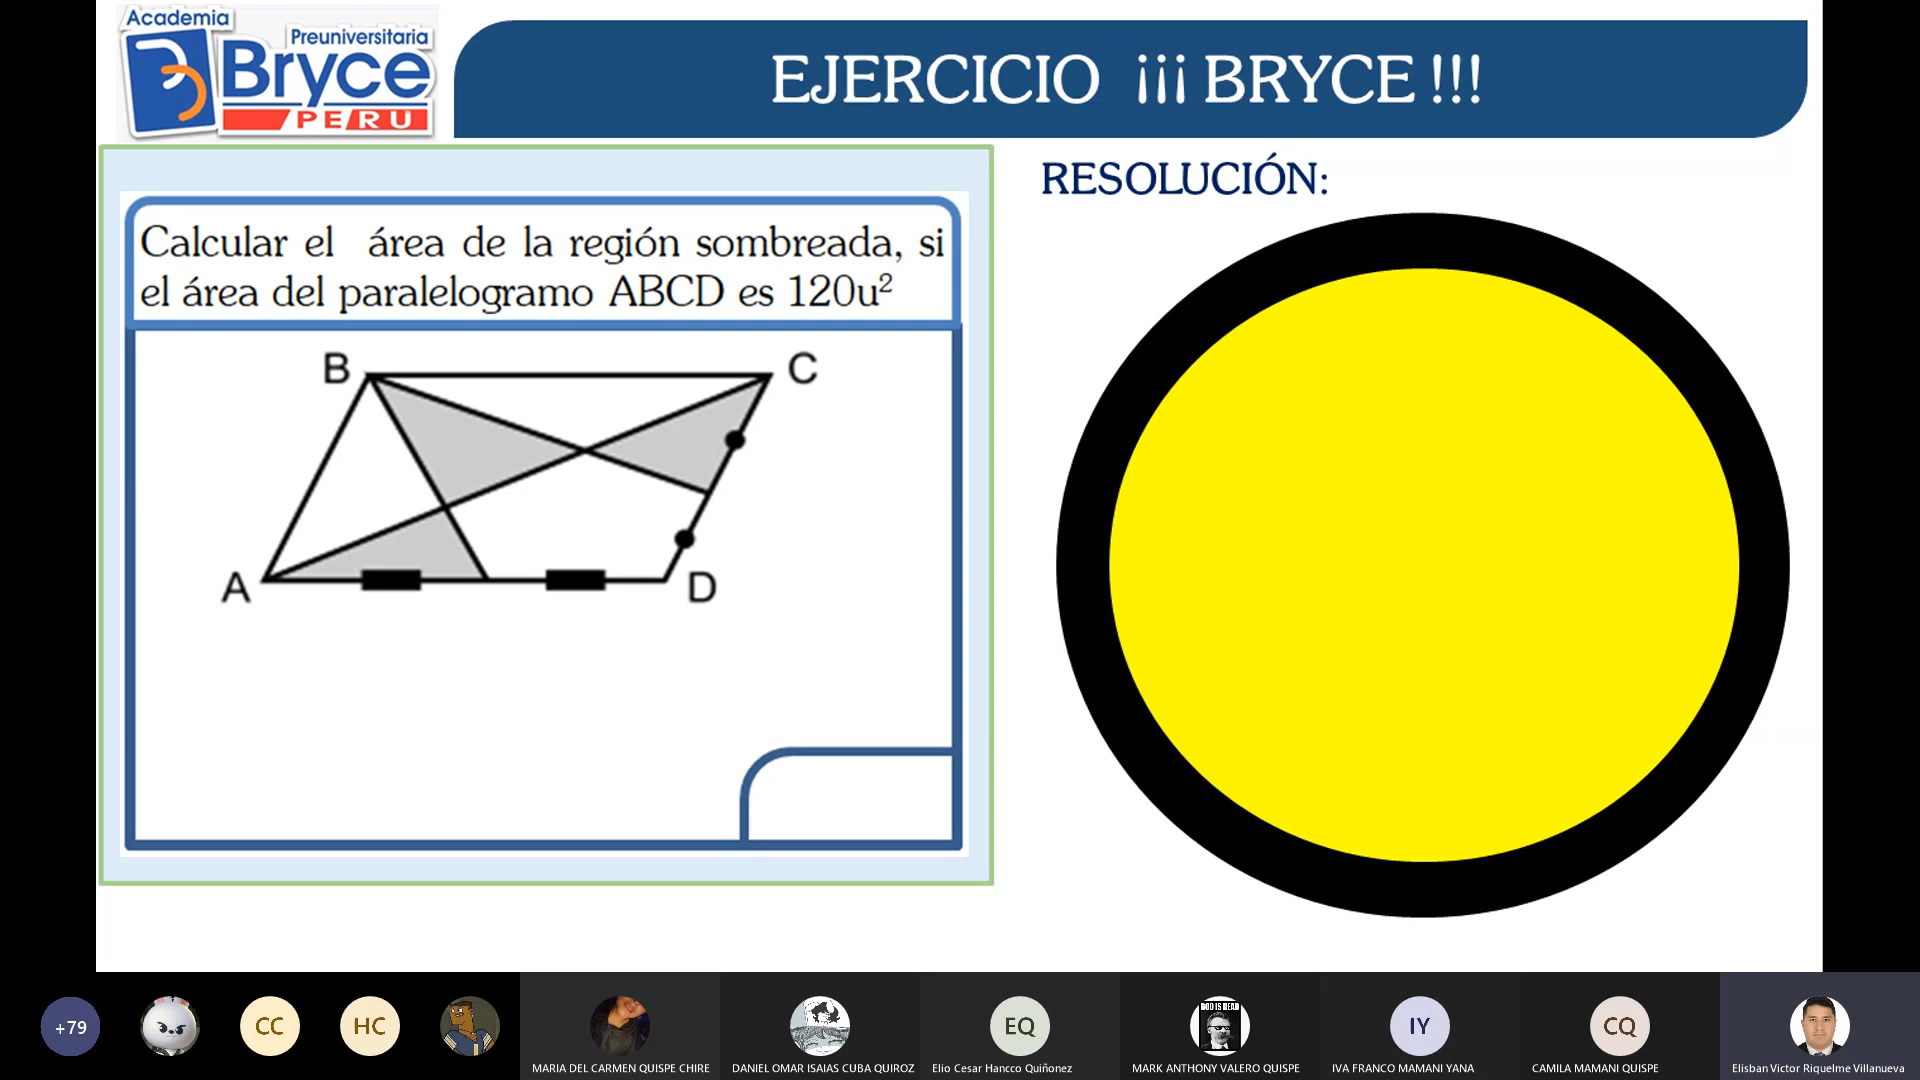 Academia
Preuniversitaria
Bryce
PERU
EJERCICIO ¡¡¡ BRYCE !!!
Calcular el área de la región sombreada, si
el área del paralelogramo ABCD es 120u²
B
C
A
D
RESOLUCIÓN:
+79
CC
HC
MARIA DEL CARMEN QUISPE CHIRE
DANIEL OMAR ISAIAS CUBA QUIROZ
EQ
Elio Cesar Hancco Quiñonez
GOD IS DEAD
MARK ANTHONY VALERO QUISPE
IY
IVA FRANCO MAMANI YANA
CQ
CAMILA MAMANI QUISPE
Elisban Victor Riquelme Villanueva